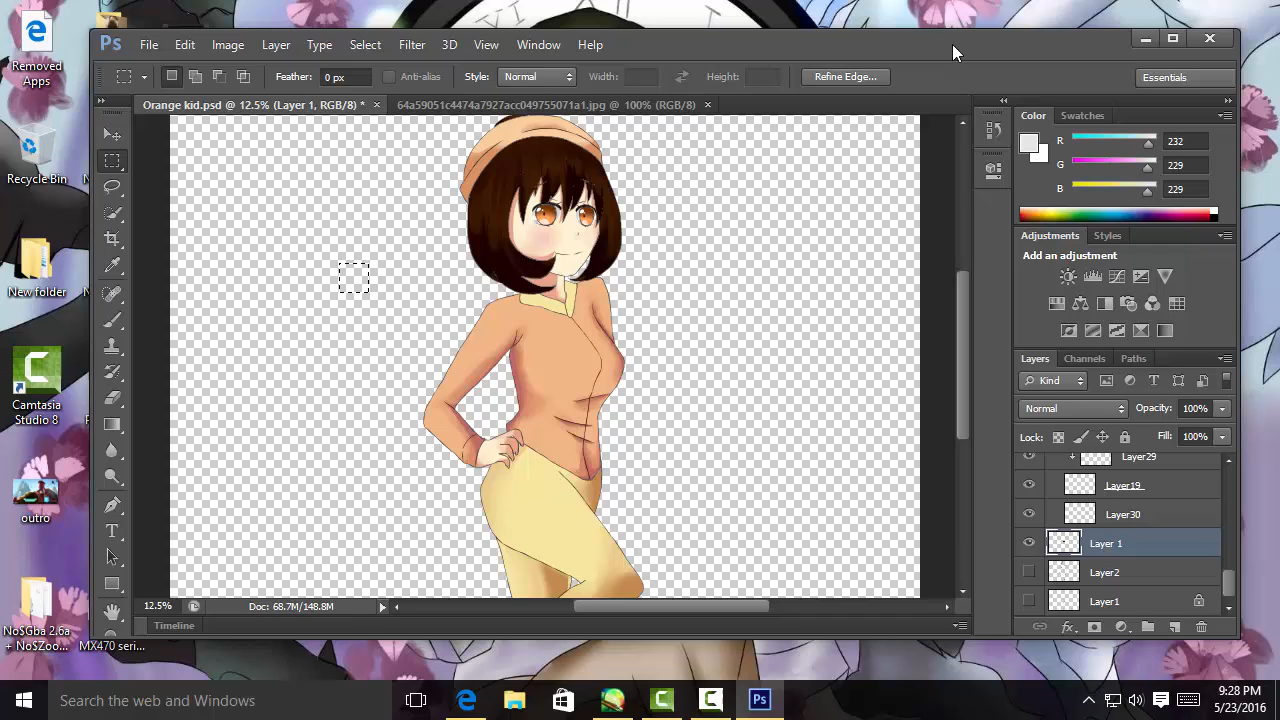 Removed
Apps
Recycle Bin
New folder
Camtasia
Studio 8
outro
No$Gba 2.6a
+ No$Zoo...
MX470 seri...
Ps
File Edit Image Layer Type Select Filter 3D View Window Help
Feather: 0 px Anti-alias Style: Normal Width: Height: Refine Edge... Essentials
Orange kid.psd @ 12.5% (Layer 1, RGB/8) * × 64a59051c4474a7927acc049755071a1.jpg @ 100% (RGB/8) ×
Color Swatches
R 232
G 229
B 229
Adjustments Styles
Add an adjustment
Layers Channels Paths
Kind
Normal Opacity: 100%
Lock: Fill: 100%
Layer29
Layer19
Layer30
Layer 1
Layer2
Layer1
12.5% Doc: 68.7M/148.8M
Timeline
Search the web and Windows
Ps
9:28 PM
5/23/2016